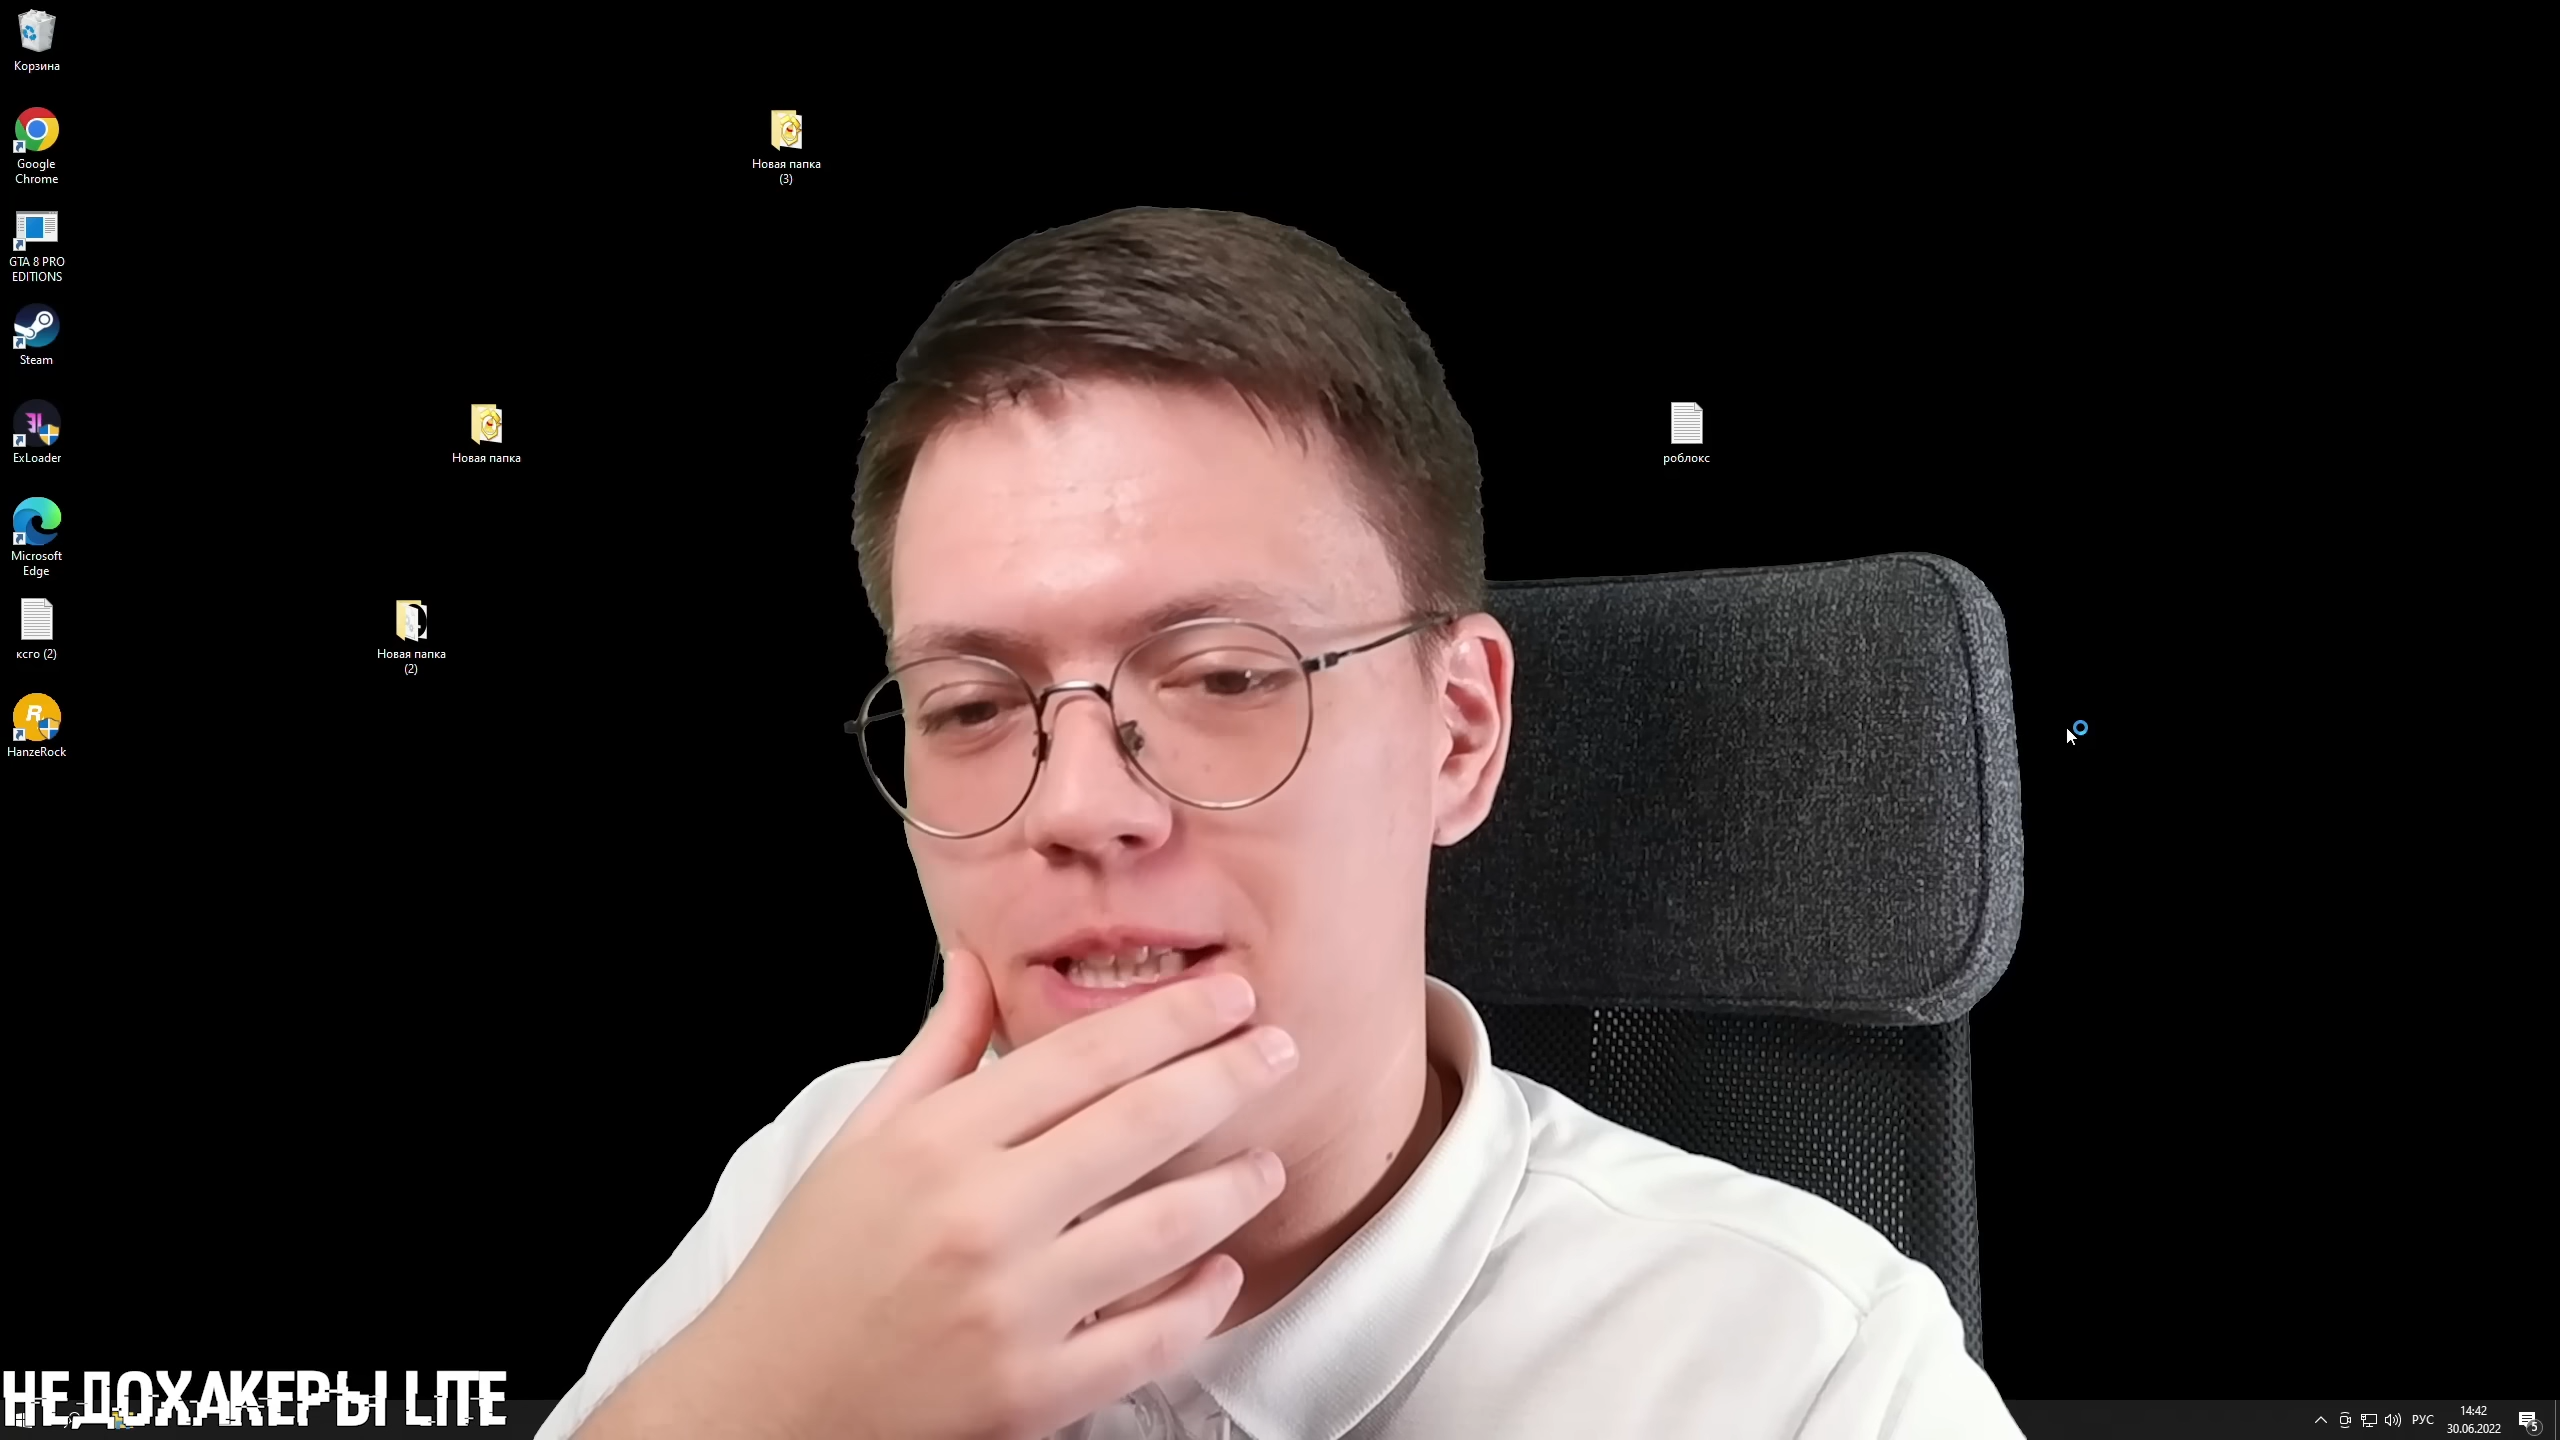 Корзина
Google
Chrome
GTA 8 PRO
EDITIONS
Steam
ExLoader
Microsoft
Edge
ксго (2)
HanzeRock
Новая папка
(3)
Новая папка
Новая папка
(2)
роблокс
НЕДОХАКЕРЫ LITE
РУС
14:42
30.06.2022
5